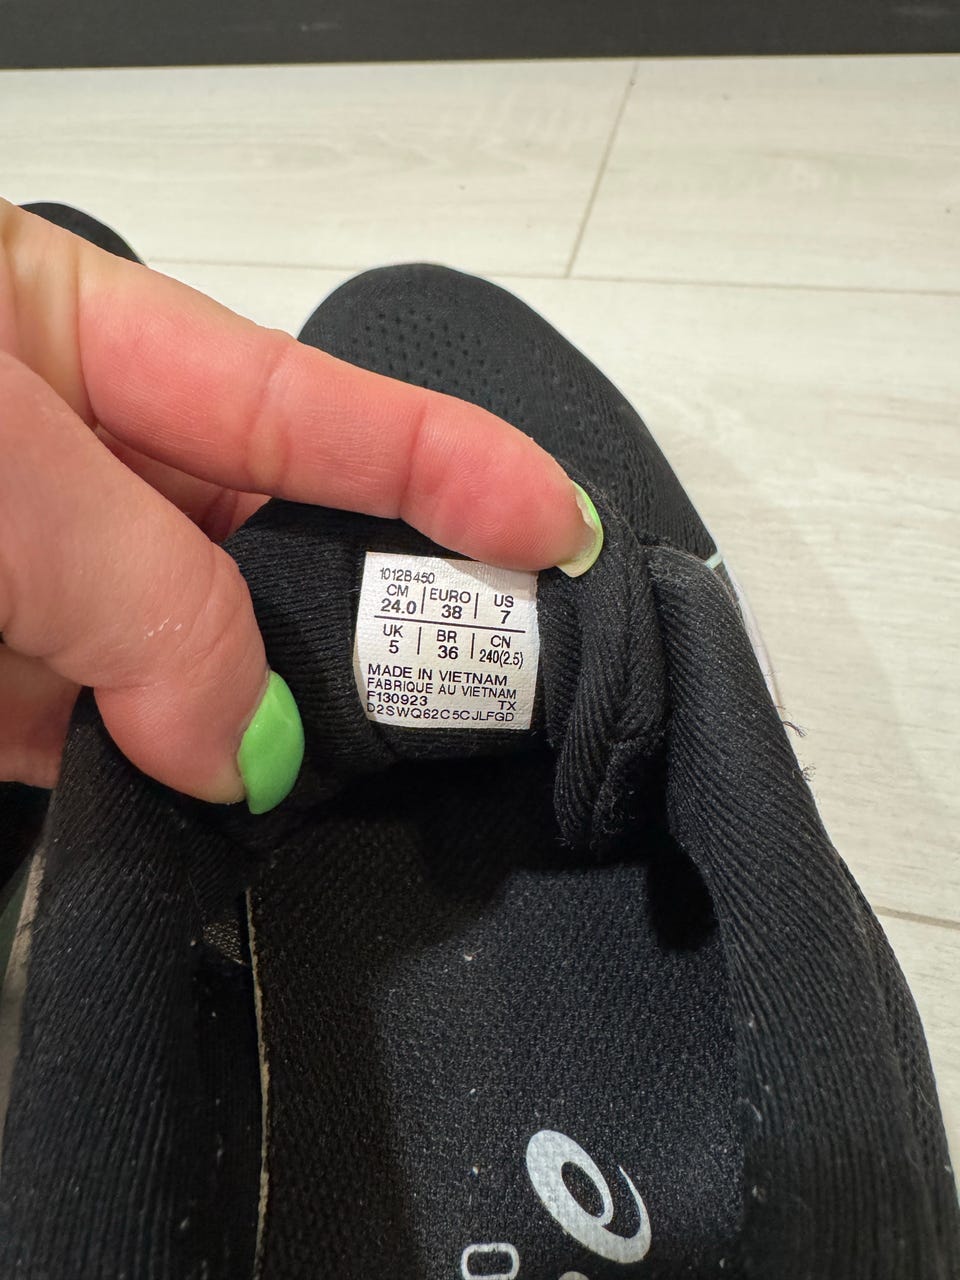 1012B450
CM EURO US
24.0 38 7
UK BR CN
5 36 240(2.5)
MADE IN VIETNAM
FABRIQUE AU VIETNAM
F130923 TX
D2SWQ62C5CJLFGD